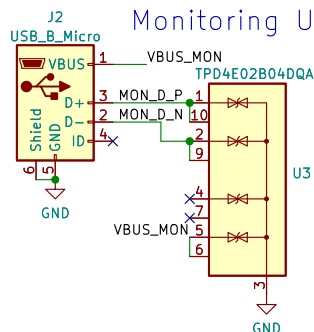 Monitoring U
J2
USB_B_Micro
VBUS
1
VBUS_MON
TPD4E02B04DQA
D+
3
MON_D_P
1
10
D-
2
MON_D_N
2
ID
4
9
Shield
GND
6
5
GND
4
7
U3
VBUS_MON
5
6
3
GND